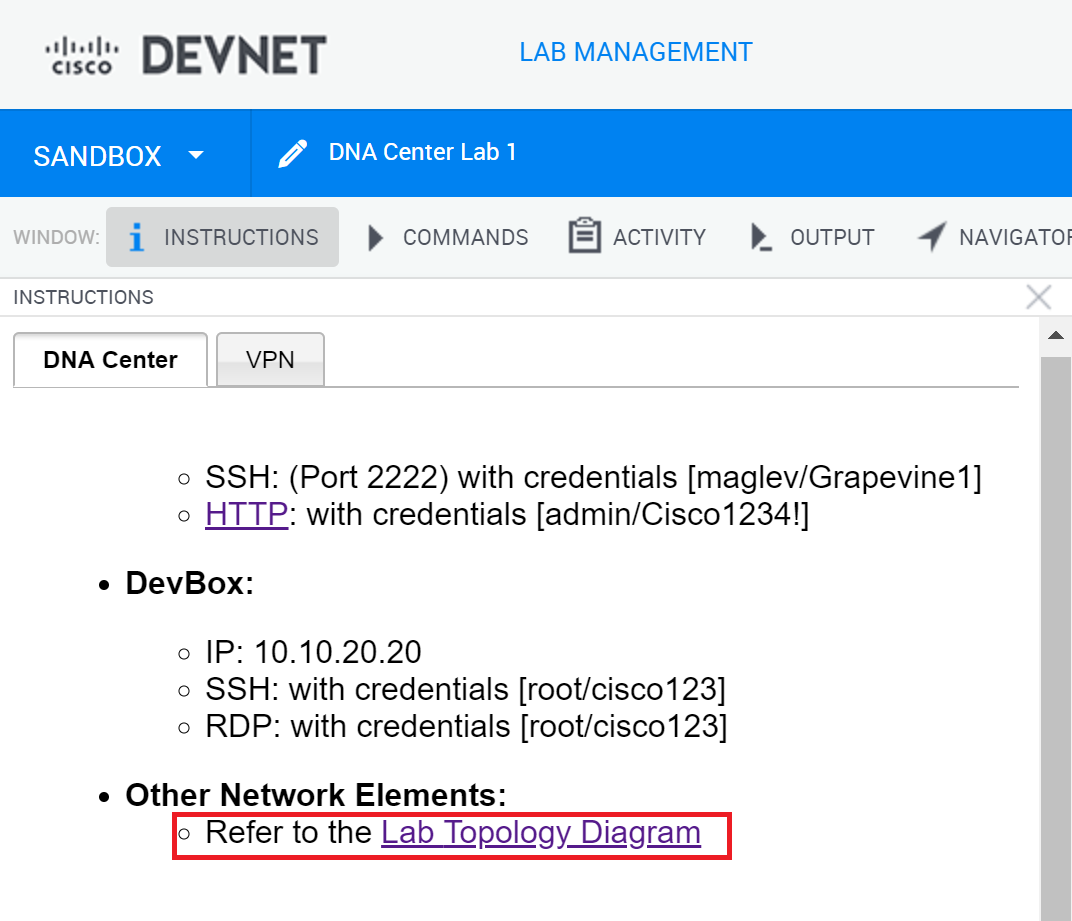 cisco DEVNET
LAB MANAGEMENT
SANDBOX
DNA Center Lab 1
WINDOW:
INSTRUCTIONS
COMMANDS
ACTIVITY
OUTPUT
NAVIGATOR
INSTRUCTIONS
DNA Center
VPN
SSH: (Port 2222) with credentials [maglev/Grapevine1]
HTTP: with credentials [admin/Cisco1234!]
DevBox:
IP: 10.10.20.20
SSH: with credentials [root/cisco123]
RDP: with credentials [root/cisco123]
Other Network Elements:
Refer to the Lab Topology Diagram